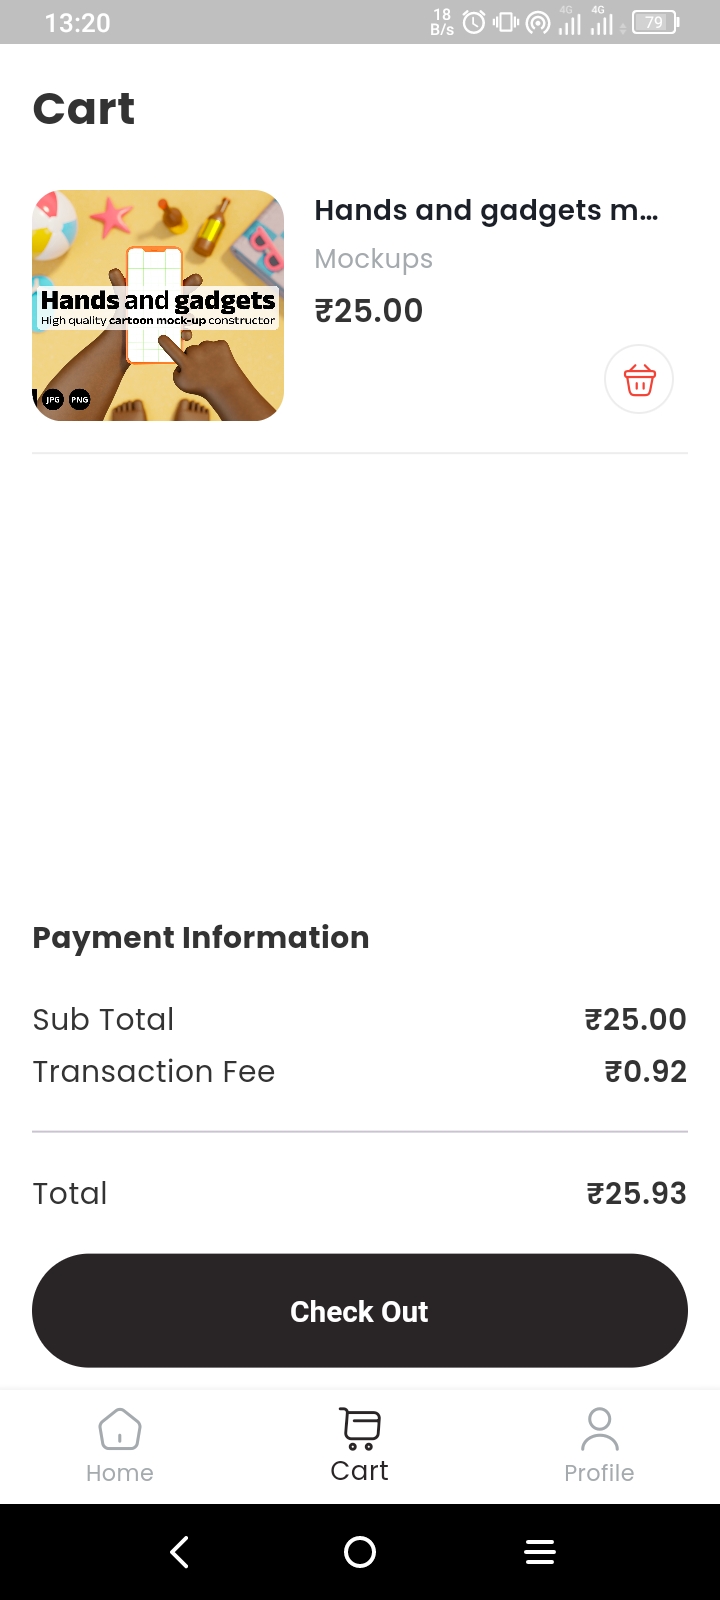 13:20
18
B/s
4G
4G
79
Cart
Hands and gadgets m...
Mockups
₹25.00
Hands and gadgets
High quality cartoon mock-up constructor
JPG PNG
Payment Information
Sub Total ₹25.00
Transaction Fee ₹0.92
Total ₹25.93
Check Out
Home
Cart
Profile